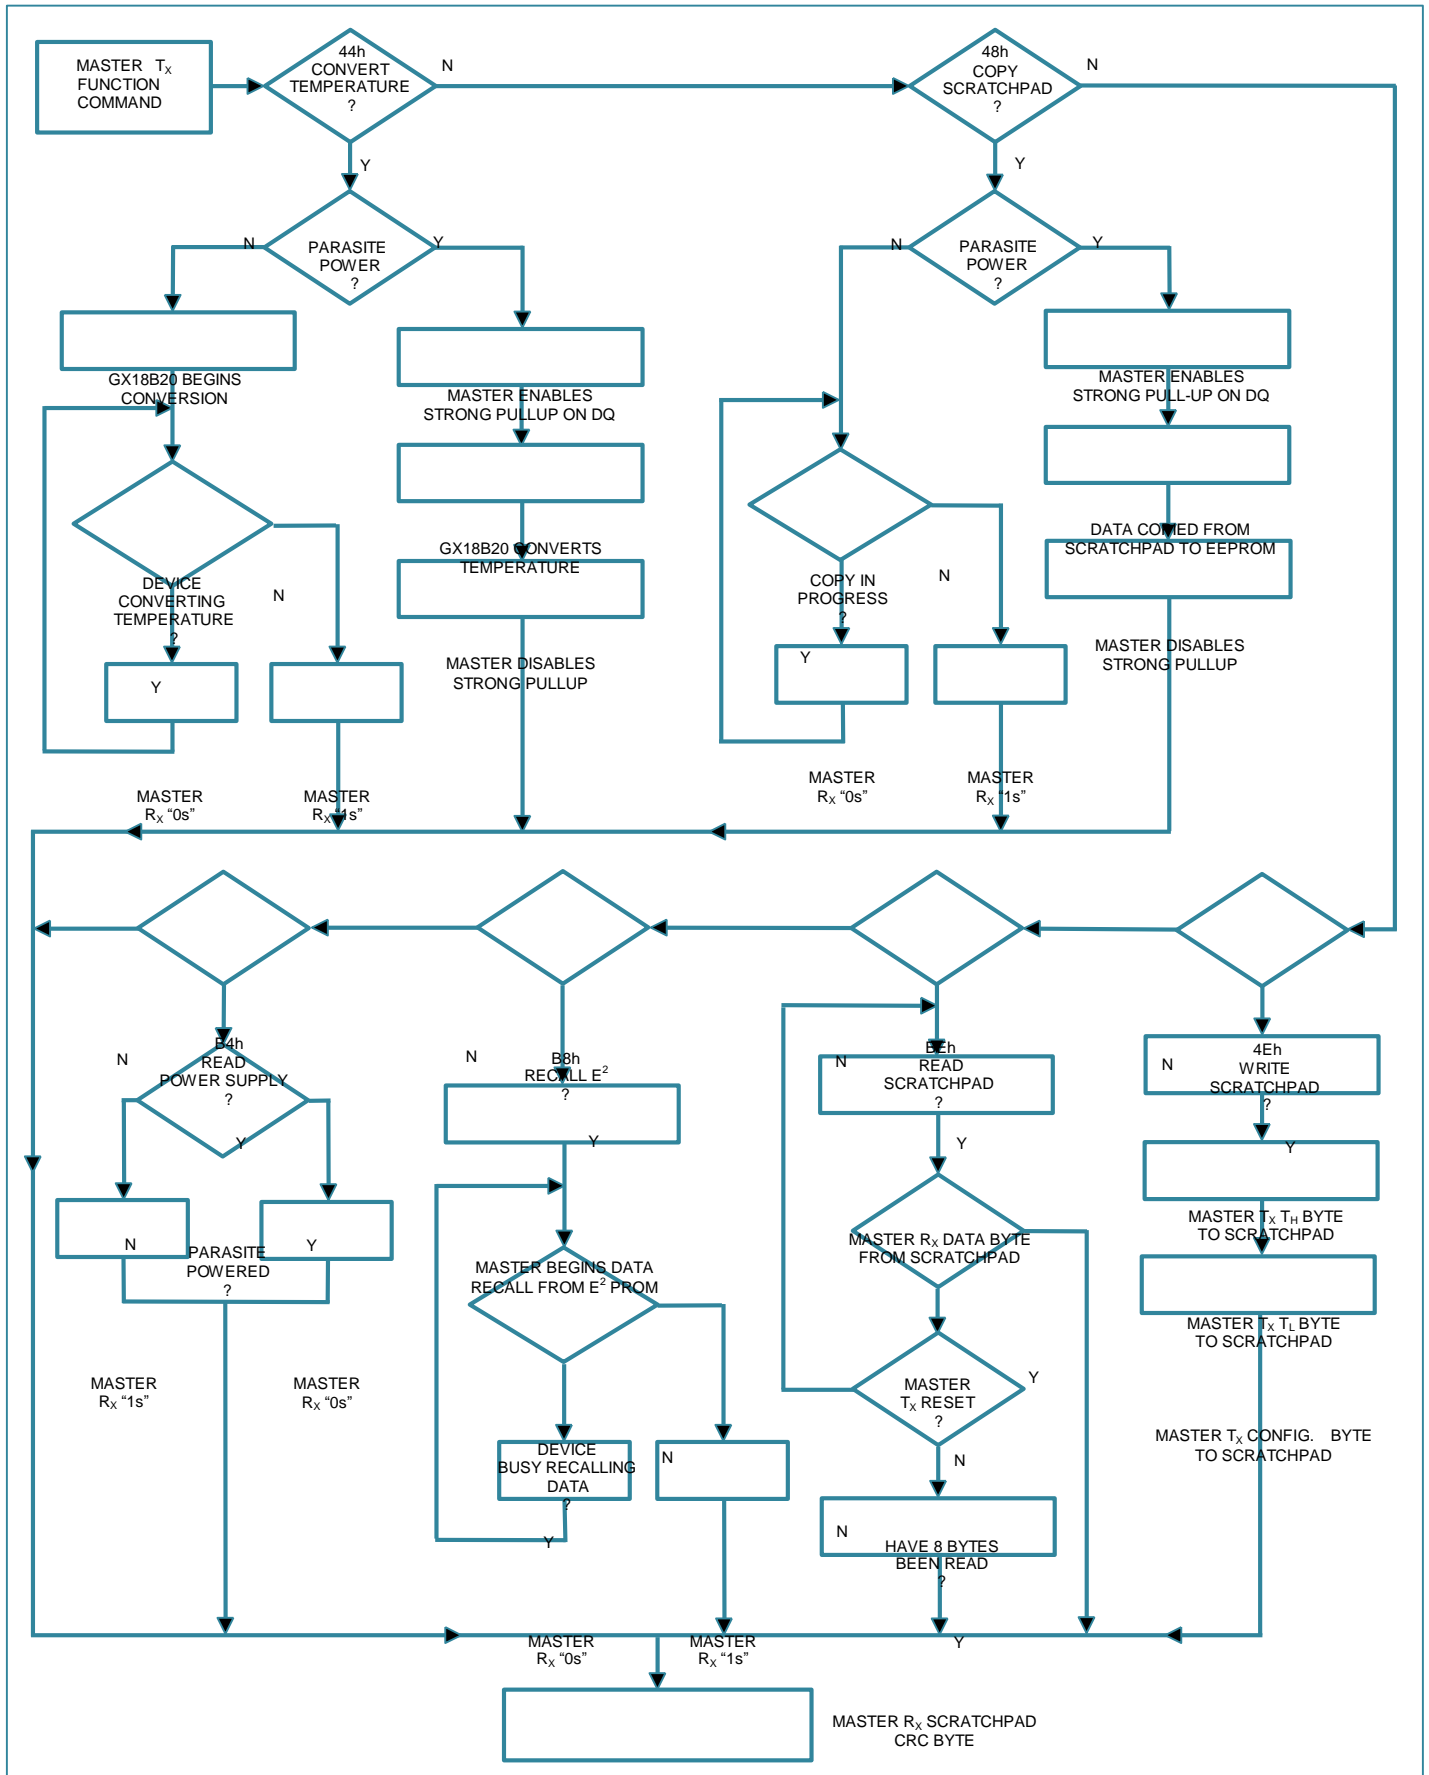 MASTER TX
FUNCTION
COMMAND
44h
CONVERT
TEMPERATURE
?
N
48h
COPY
SCRATCHPAD
?
N
Y
Y
N
PARASITE
POWER
?
Y
N
PARASITE
POWER
?
Y
GX18B20 BEGINS
CONVERSION
MASTER ENABLES
STRONG PULLUP ON DQ
MASTER ENABLES
STRONG PULL-UP ON DQ
GX18B20 CONVERTS
TEMPERATURE
DATA COMED FROM
SCRATCHPAD TO EEPROM
DEVICE
CONVERTING
TEMPERATURE
?
N
COPY IN
PROGRESS
?
N
MASTER DISABLES
STRONG PULLUP
MASTER DISABLES
STRONG PULLUP
Y
Y
MASTER
RX “0s”
MASTER
RX “1s”
MASTER
RX “0s”
MASTER
RX “1s”
N
B4h
READ
POWER SUPPLY
?
Y
N
B8h
RECALL E2
?
Y
N
BEh
READ
SCRATCHPAD
?
Y
N
4Eh
WRITE
SCRATCHPAD
?
Y
N
PARASITE
POWERED
?
Y
MASTER BEGINS DATA
RECALL FROM E2 PROM
MASTER RX DATA BYTE
FROM SCRATCHPAD
MASTER TX TH BYTE
TO SCRATCHPAD
MASTER TX TL BYTE
TO SCRATCHPAD
MASTER
RX “1s”
MASTER
RX “0s”
MASTER
TX RESET
?
Y
N
MASTER TX CONFIG. BYTE
TO SCRATCHPAD
DEVICE
BUSY RECALLING
DATA
?
N
Y
N
HAVE 8 BYTES
BEEN READ
?
Y
MASTER
RX “0s”
MASTER
RX “1s”
MASTER RX SCRATCHPAD
CRC BYTE